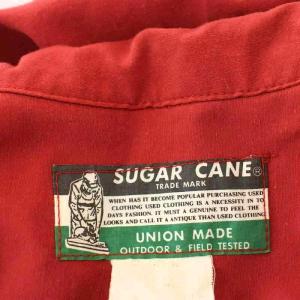 SUGAR CANE®
TRADE MARK
WHEN HAS IT BECOME POPULAR PURCHASING USED
CLOTHING USED CLOTHING IS A NECESSITY IN TO
DAYS FASHION. IT MUST A GENUINE TO FEEL THE
LOOKS AND CALL IT A ANTIQUE THAN USED CLOTHING
UNION MADE
OUTDOOR & FIELD TESTED